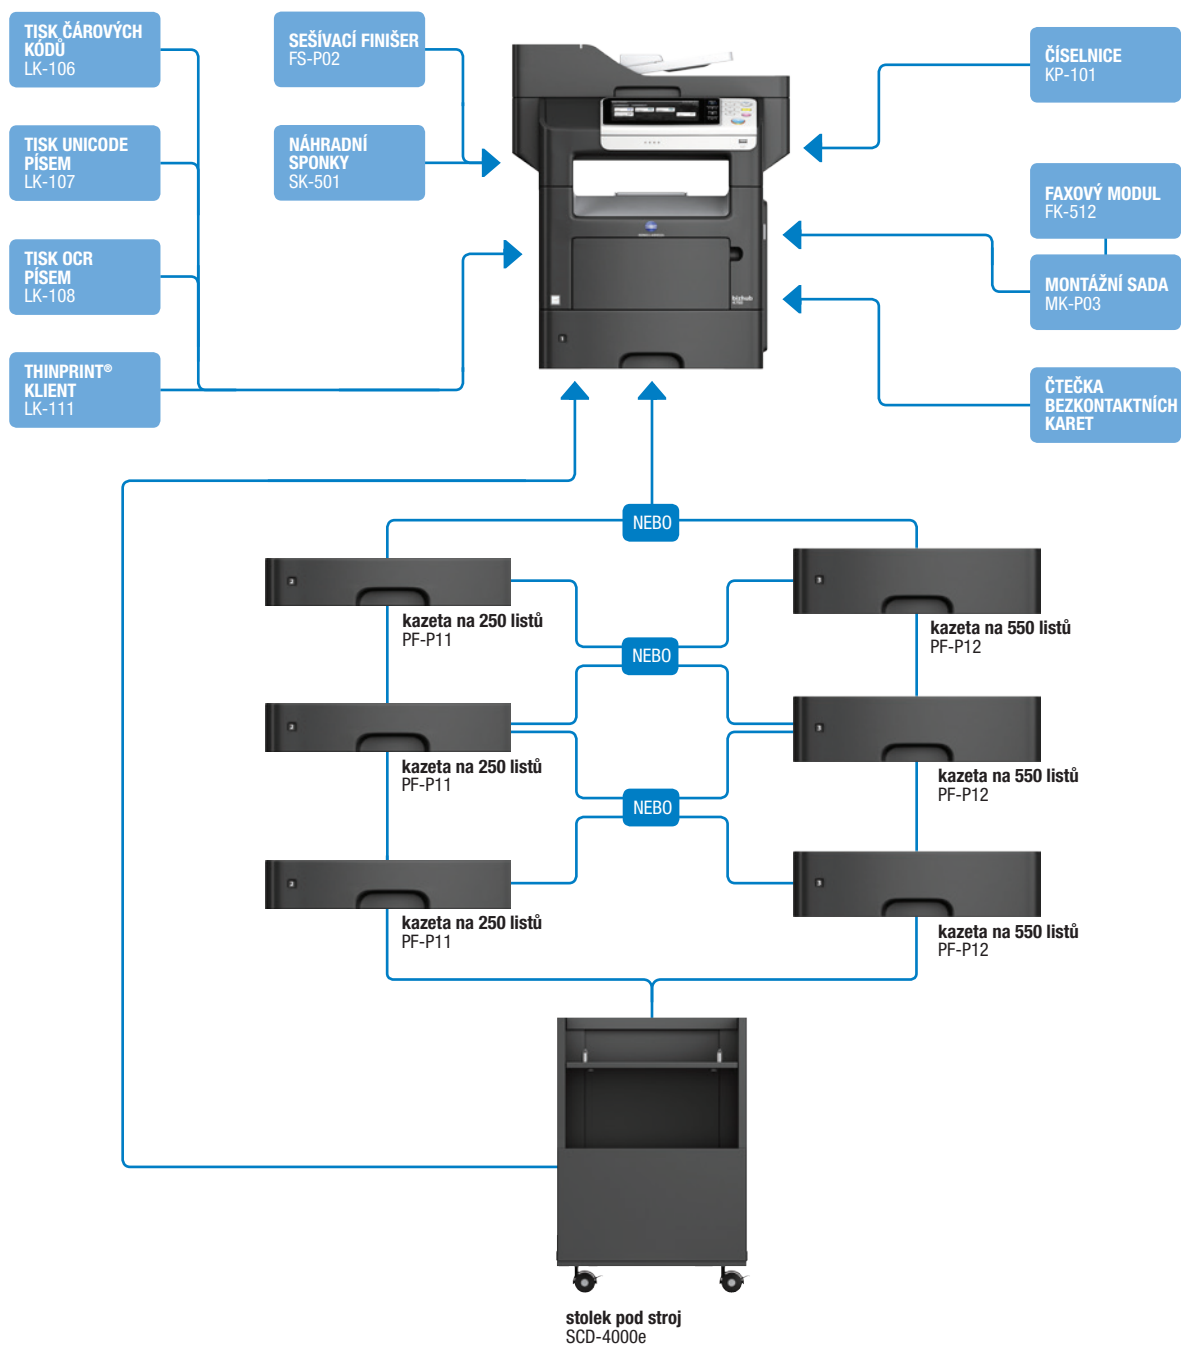 TISK ČÁROVÝCH
KÓDŮ
LK-106
SEŠÍVACÍ FINIŠER
FS-P02
ČÍSELNICE
KP-101
TISK UNICODE
PÍSEM
LK-107
NÁHRADNÍ
SPONKY
SK-501
FAXOVÝ MODUL
FK-512
TISK OCR
PÍSEM
LK-108
MONTÁŽNÍ SADA
MK-P03
bizhub
THINPRINT® 
KLIENT
LK-111
ČTEČKA
BEZKONTAKTNÍCH
KARET
NEBO
kazeta na 250 listů
PF-P11
kazeta na 550 listů
PF-P12
NEBO
kazeta na 250 listů
PF-P11
kazeta na 550 listů
PF-P12
NEBO
kazeta na 250 listů
PF-P11
kazeta na 550 listů
PF-P12
stolek pod stroj
SCD-4000e